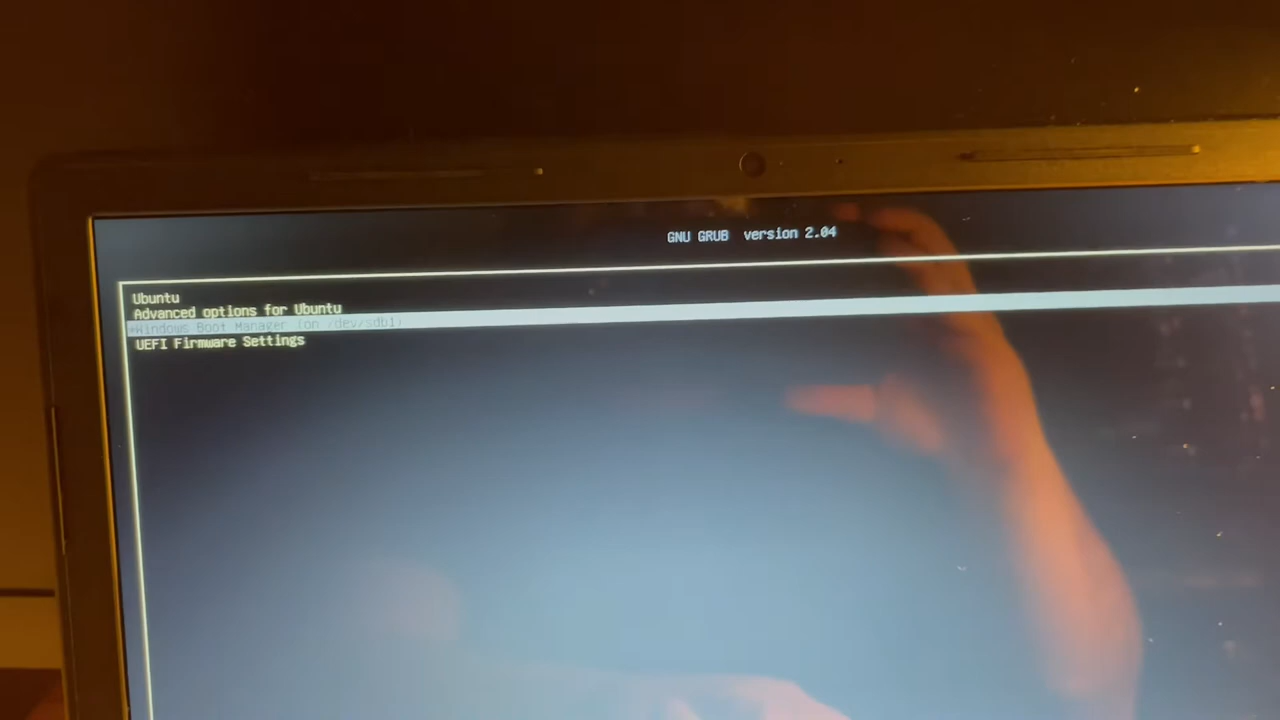 GNU GRUB version 2.04
Ubuntu
Advanced options for Ubuntu
*Windows Boot Manager (on /dev/sdb1)
UEFI Firmware Settings